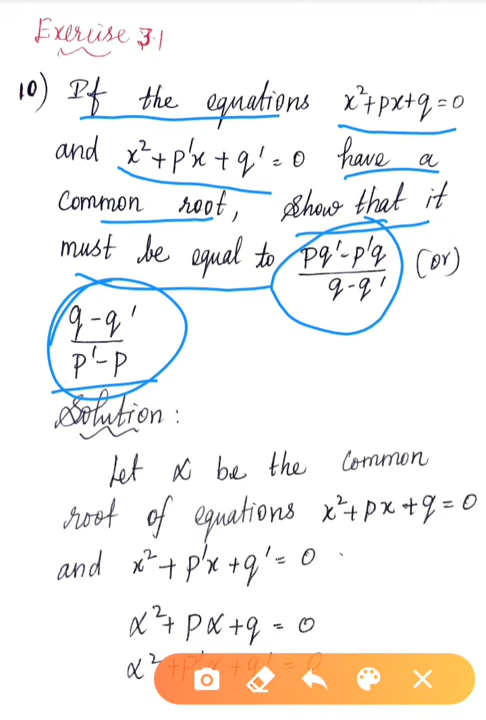 Exercise 3.1
10) If the equations x²+px+q=0
and x²+p'x+q'=0 have a
Common root, show that it
must be equal to pq'-p'q / q-q' (or)
q-q' / p'-p
Solution:
Let α be the common
root of equations x²+px+q=0
and x²+p'x+q'=0.
α²+pα+q=0
α²+p'α+q'=0